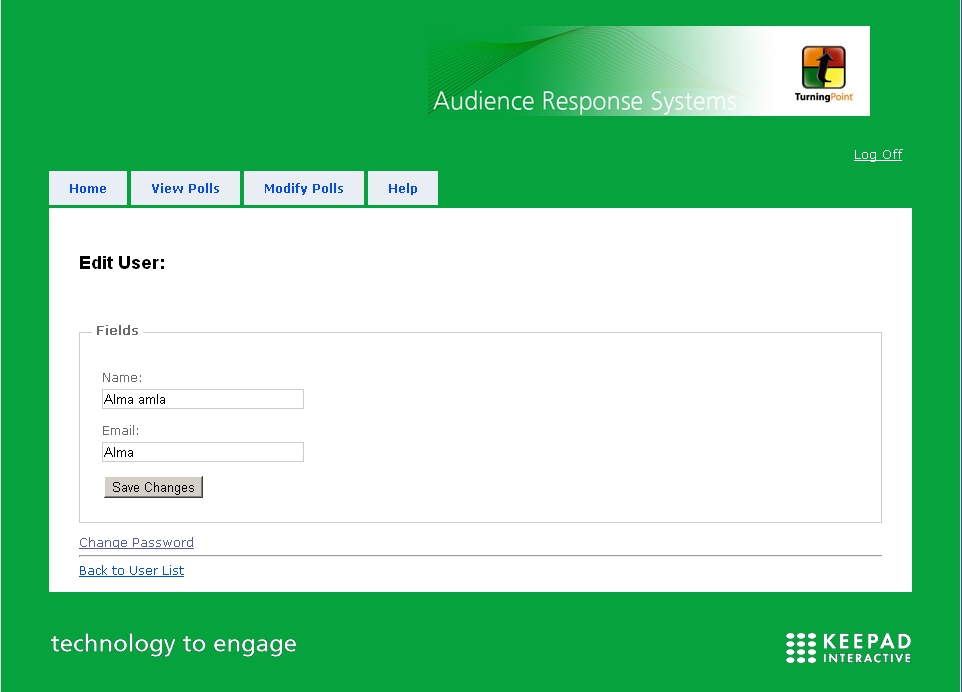 Audience Response Systems
TurningPoint
Log Off
Home View Polls Modify Polls Help
Edit User:
Fields
Name:
Alma amla
Email:
Alma
Save Changes
Change Password
Back to User List
technology to engage
KEEPAD
INTERACTIVE